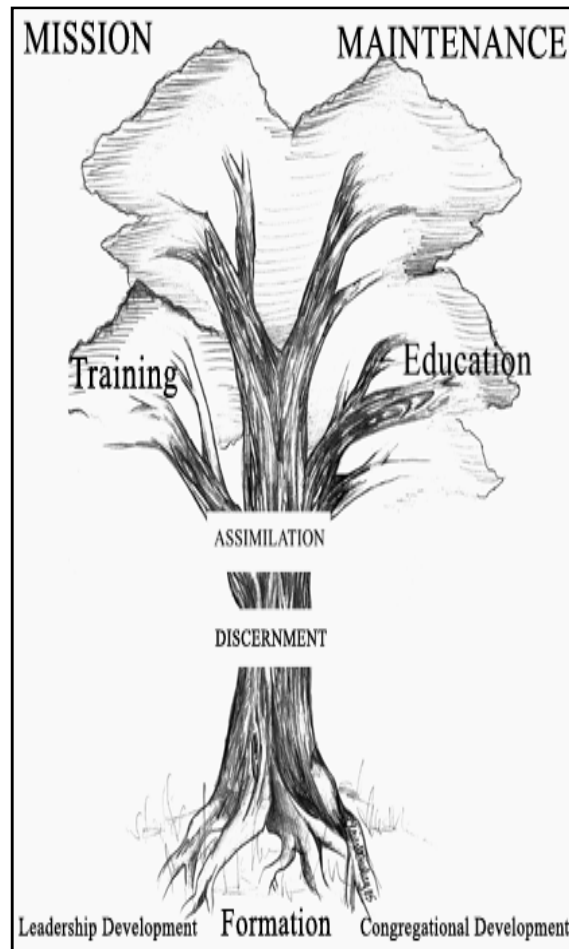 MISSION MAINTENANCE
Training Education
ASSIMILATION
DISCERNMENT
Leadership Development Formation Congregational Development